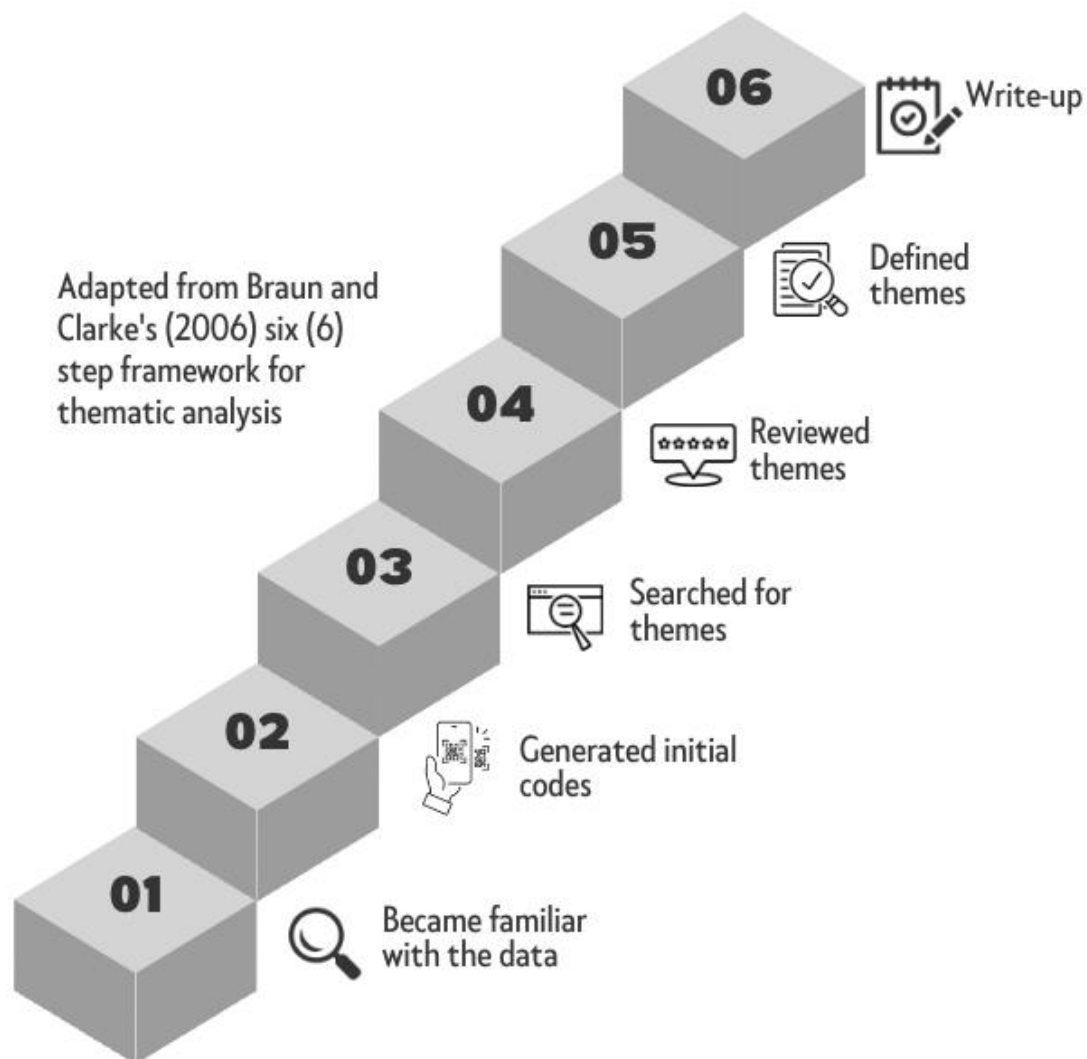 06
Write-up
05
Defined
themes
Adapted from Braun and
Clarke's (2006) six (6)
step framework for
thematic analysis
04
Reviewed
themes
03
Searched for
themes
02
Generated initial
codes
01
Became familiar
with the data